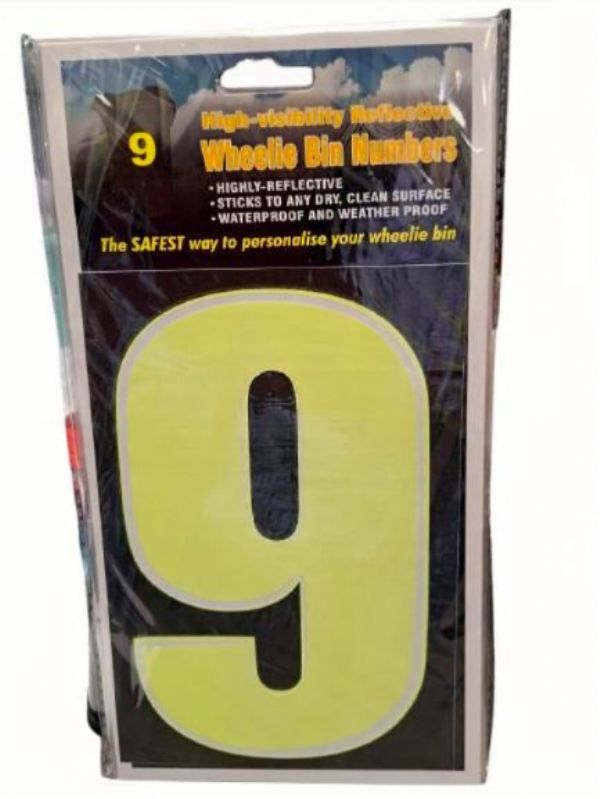 High-visibility Reflective
9
Wheelie Bin Numbers
• HIGHLY-REFLECTIVE
• STICKS TO ANY DRY, CLEAN SURFACE
• WATERPROOF AND WEATHER PROOF
The SAFEST way to personalise your wheelie bin
9